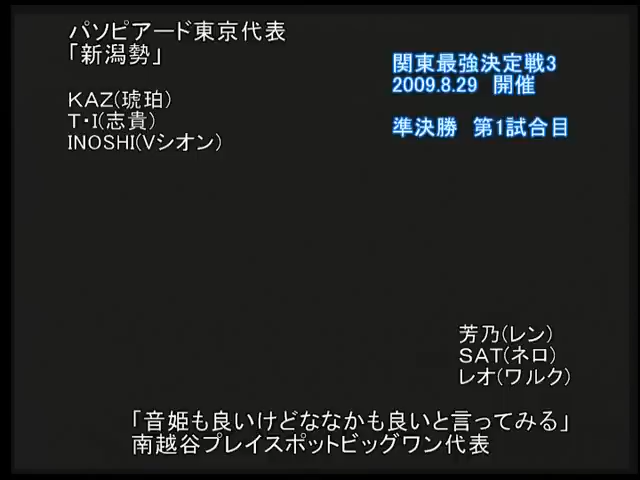 パソピアード東京代表
「新潟勢」
KAZ(琥珀)
T・I(志貴)
INOSHI(Vシオン)
関東最強決定戦3
2009.8.29 開催
準決勝 第1試合目
芳乃(レン)
SAT(ネロ)
レオ(ワルク)
「音姫も良いけどななかも良いと言ってみる」
南越谷プレイスポットビッグワン代表